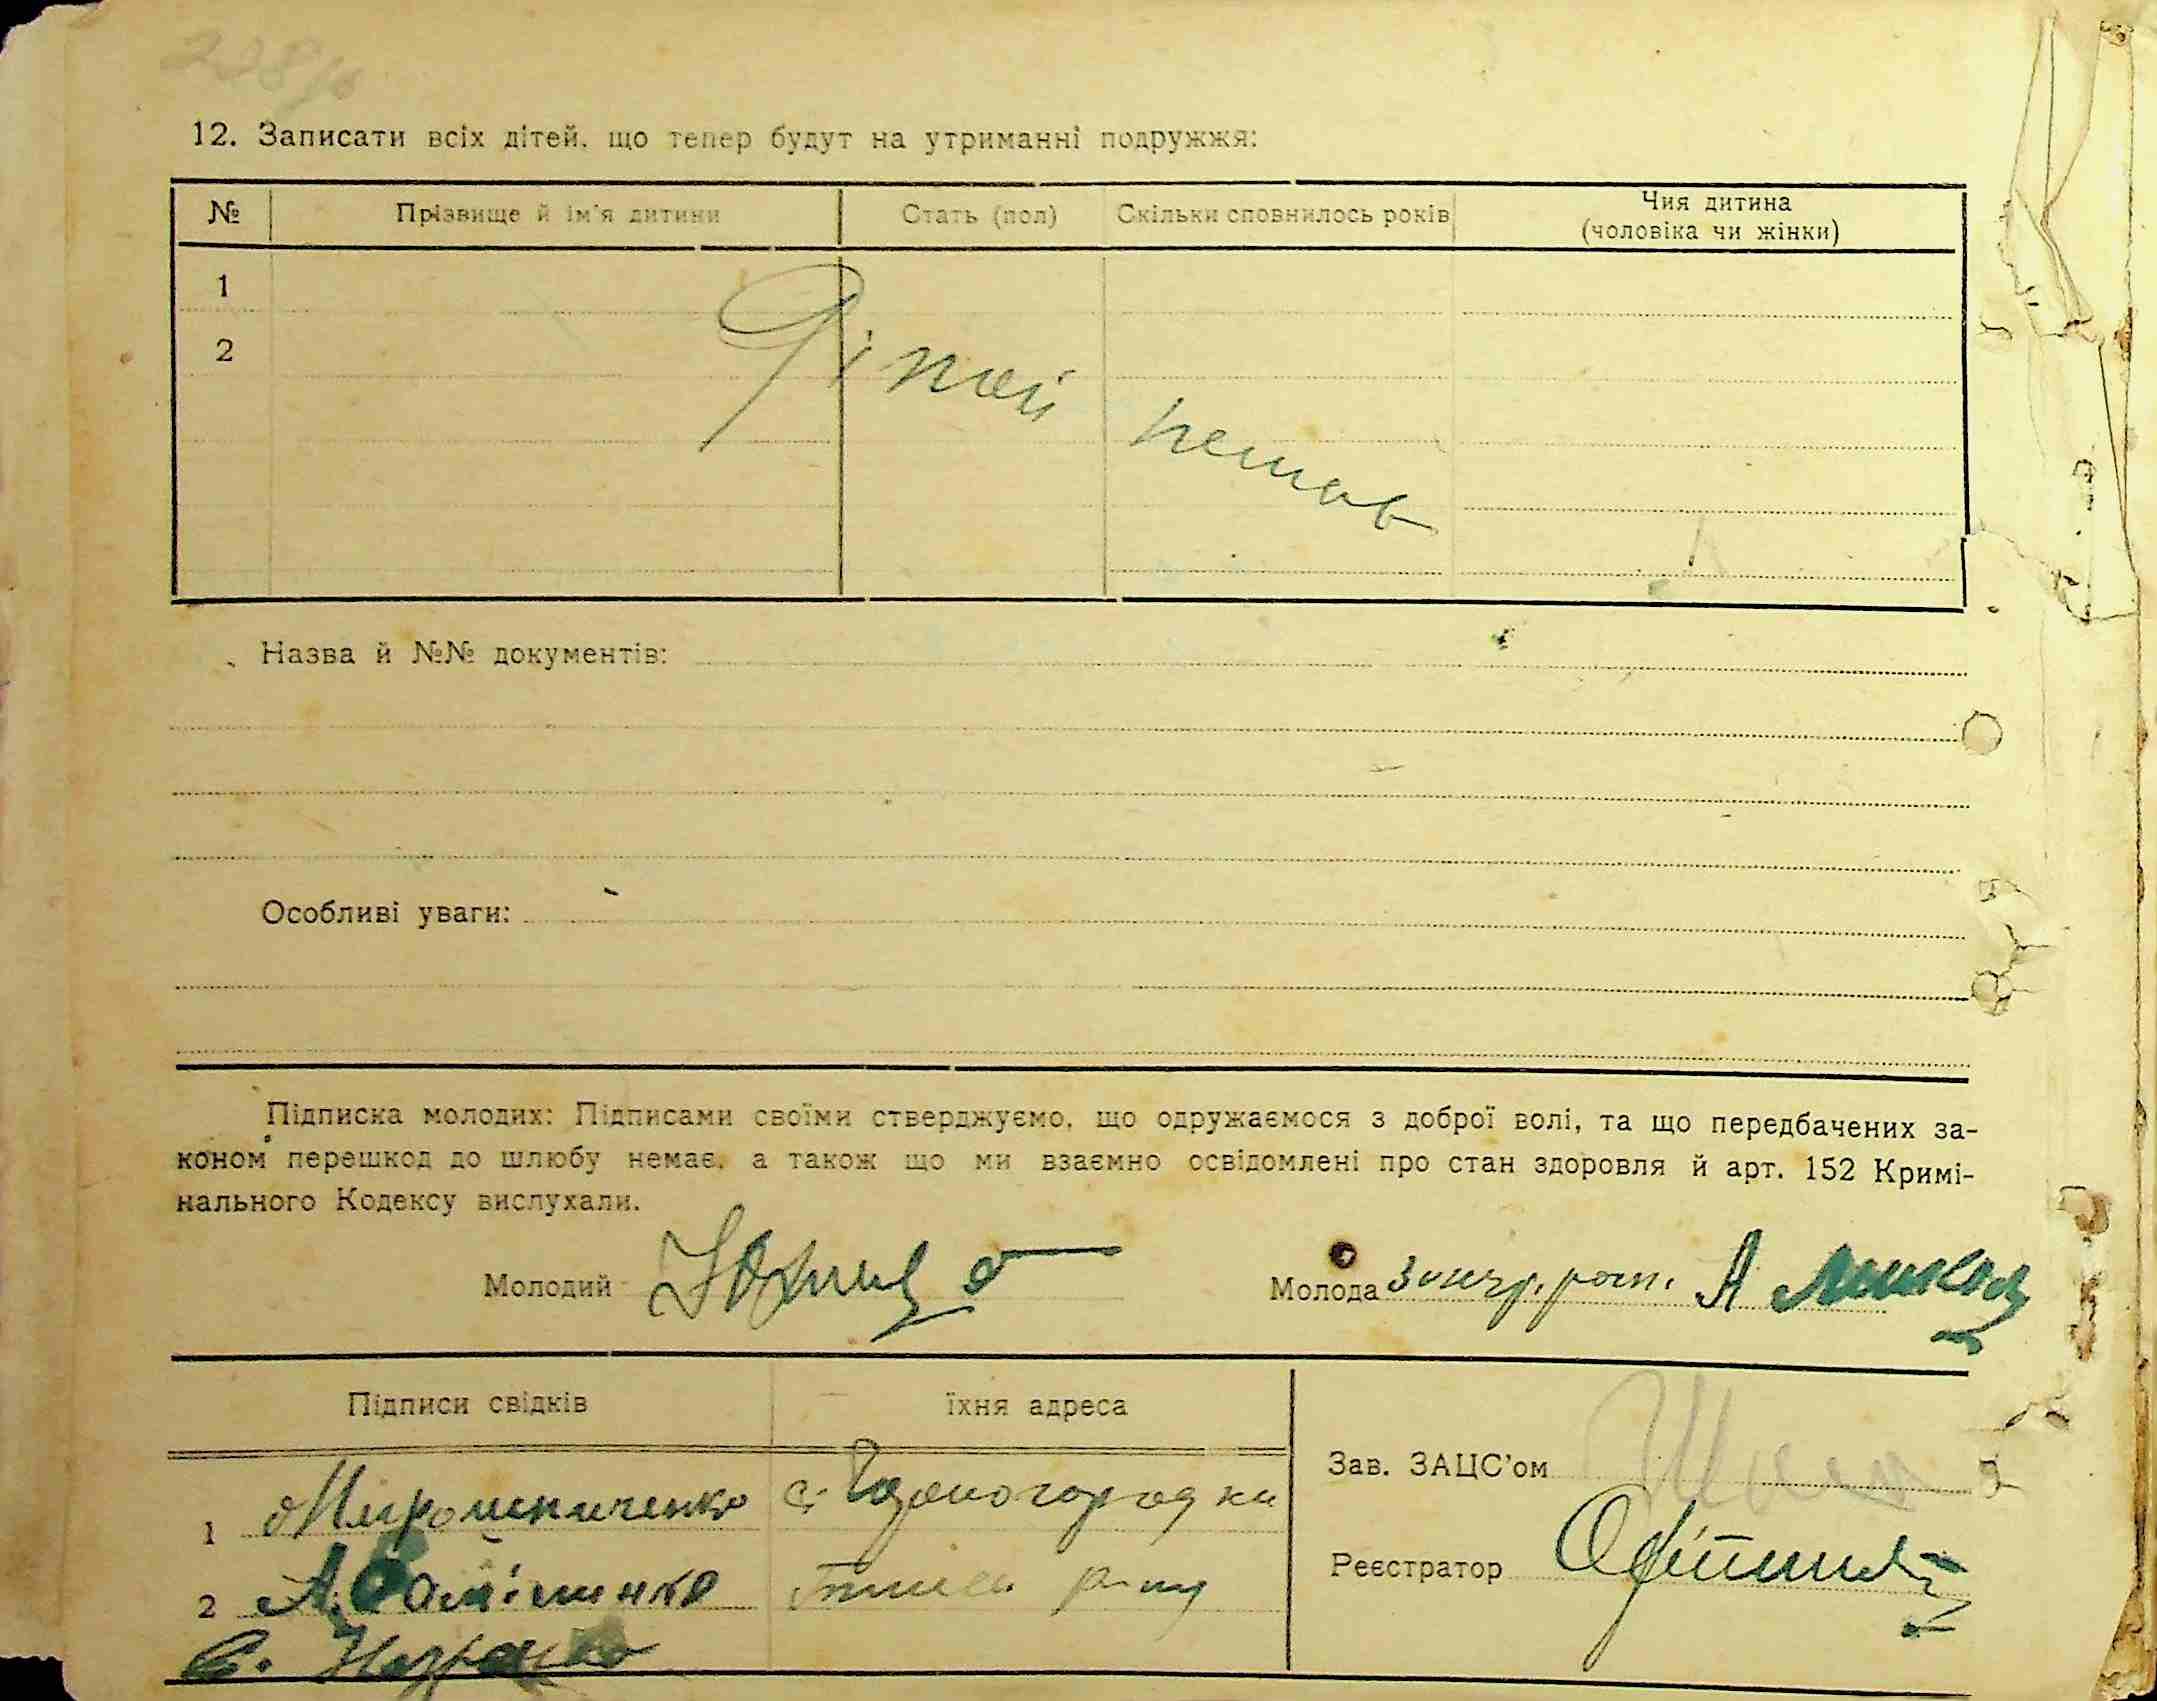 12. Записати всіх дітей, що тепер будут на утриманні подружжя:
№ Прізвище й ім'я дитини Стать (пол) Скільки сповнилось років Чия дитина (чоловіка чи жінки)
1
2
Дітей немає
Назва й №№ документів:
Особливі уваги:
Підписка молодих: Підписами своїми стверджуємо, що одружаємося з доброї волі, та що передбачених за-
коном перешкод до шлюбу немає, а також що ми взаємно освідомлені про стан здоровля й арт. 152 Кримі-
нального Кодексу вислухали.
Молодий
Молода А
Підписи свідків їхня адреса
Зав. ЗАЦС'ом
1 Мирошниченко с.
Реєстратор
2 А.
С. Назренко